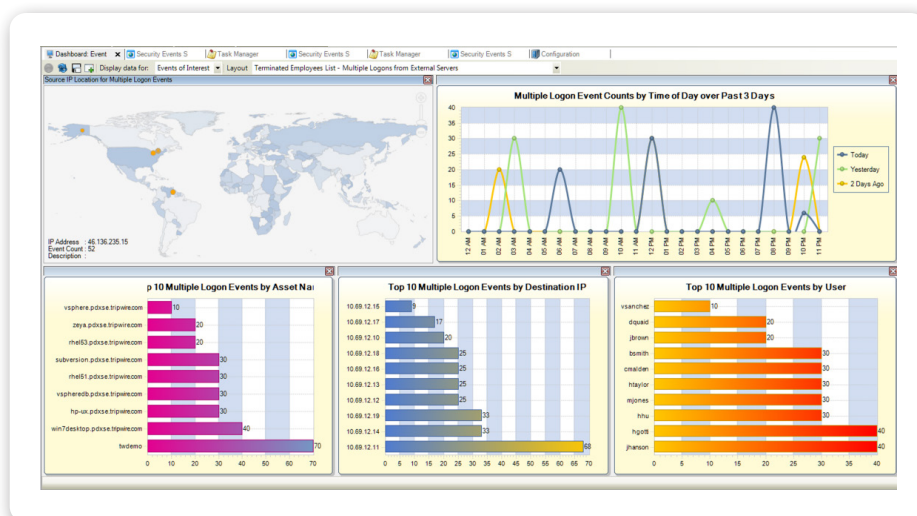 Dashboard: Event
Security Events S
Task Manager
Security Events S
Task Manager
Security Events S
Configuration
Display data for: Events of Interest Layout Terminated Employees List - Multiple Logons from External Servers
Source IP Location for Multiple Logon Events
IP Address : 46.136.235.15
Event Count : 52
Description :
Multiple Logon Event Counts by Time of Day over Past 3 Days
40
35
30
25
20
15
10
5
0
12 AM 01 AM 02 AM 03 AM 04 AM 05 AM 06 AM 07 AM 08 AM 09 AM 10 AM 11 AM 12 PM 01 PM 02 PM 03 PM 04 PM 05 PM 06 PM 07 PM 08 PM 09 PM 10 PM 11 PM
Today
Yesterday
2 Days Ago
p 10 Multiple Logon Events by Asset Nar
vsphere.pdxse.tripwire.com 10
zeya.pdxse.tripwire.com 20
rhel63.pdxse.tripwire.com 20
subversion.pdxse.tripwire.com 30
rhel51.pdxse.tripwire.com 30
vspheredb.pdxse.tripwire.com 30
hp-ux.pdxse.tripwire.com 30
win7desktop.pdxse.tripwire.com 40
twdemo 70
0 10 20 30 40 50 60 70
Top 10 Multiple Logon Events by Destination IP
10.69.12.15 9
10.69.12.17 17
10.69.12.10 20
10.69.12.18 25
10.69.12.16 25
10.69.12.13 25
10.69.12.12 25
10.69.12.19 33
10.69.12.14 33
10.69.12.11 68
0 5 10 15 20 25 30 35 40 45 50 55 60 65 70
Top 10 Multiple Logon Events by User
vsanchez 10
dquaid 20
jbrown 20
bsmith 30
cmalden 30
htaylor 30
mjones 30
hhu 30
hgotti 40
jhanson 40
0 10 20 30 40